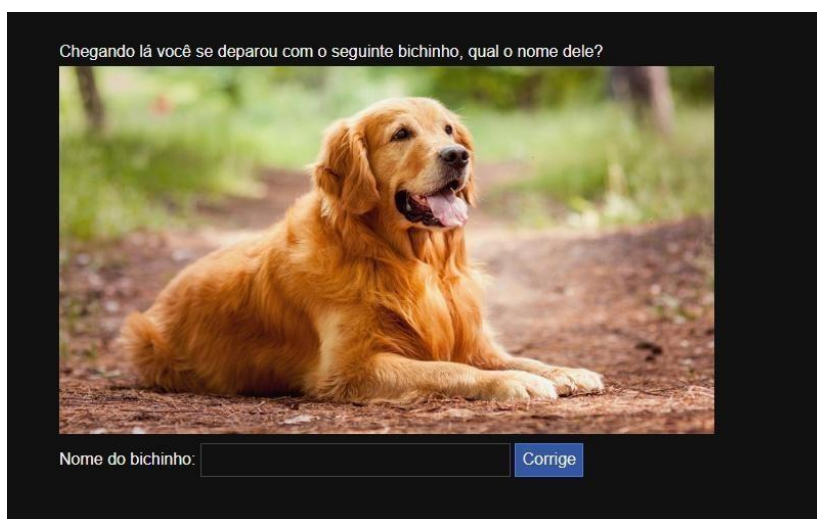 Chegando lá você se deparou com o seguinte bichinho, qual o nome dele?
Nome do bichinho: Corrige